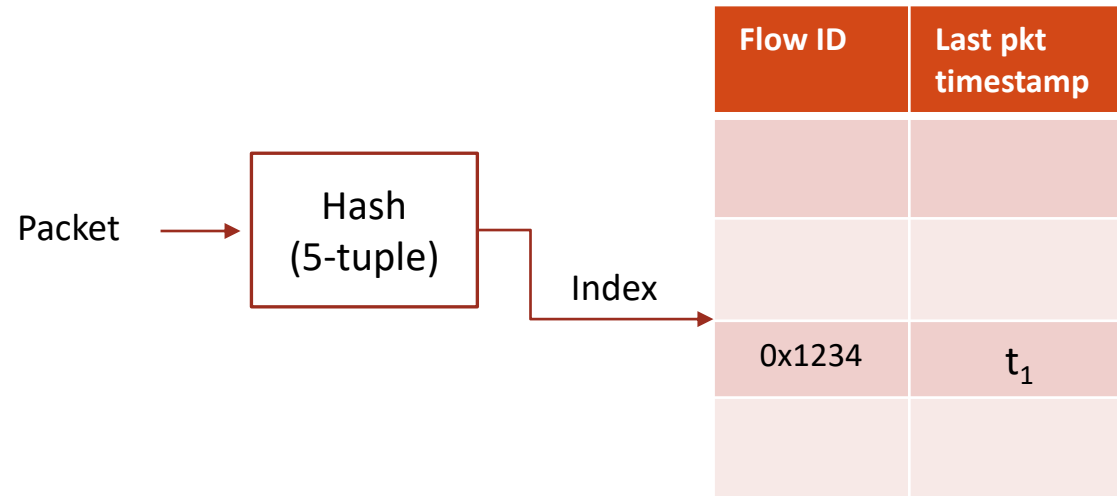 Flow ID
Last pkt
timestamp
Packet
Hash
(5-tuple)
Index
0x1234
t₁